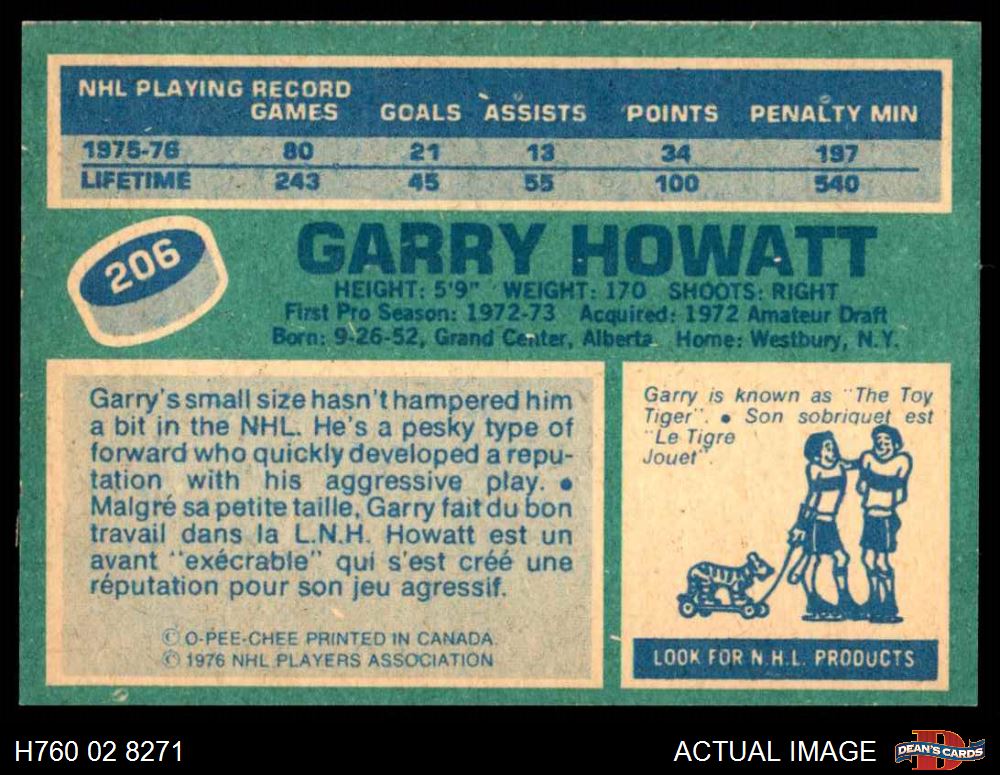 NHL PLAYING RECORD
GAMES GOALS ASSISTS POINTS PENALTY MIN
1975-76 80 21 13 34 197
LIFETIME 243 45 55 100 540
206
GARRY HOWATT
HEIGHT: 5'9" WEIGHT: 170 SHOOTS: RIGHT
First Pro Season: 1972-73 Acquired: 1972 Amateur Draft
Born: 9-26-52, Grand Center, Alberta Home: Westbury, N.Y.
Garry's small size hasn't hampered him
a bit in the NHL. He's a pesky type of
forward who quickly developed a repu-
tation with his aggressive play. •
Malgré sa petite taille, Garry fait du bon
travail dans la L.N.H. Howatt est un
avant "exécrable" qui s'est créé une
réputation pour son jeu agressif.
© O-PEE-CHEE PRINTED IN CANADA.
© 1976 NHL PLAYERS ASSOCIATION
Garry is known as "The Toy
Tiger". • Son sobriquet est
"Le Tigre
Jouet".
LOOK FOR N.H.L. PRODUCTS
H760 02 8271
ACTUAL IMAGE
D
DEAN'S CARDS